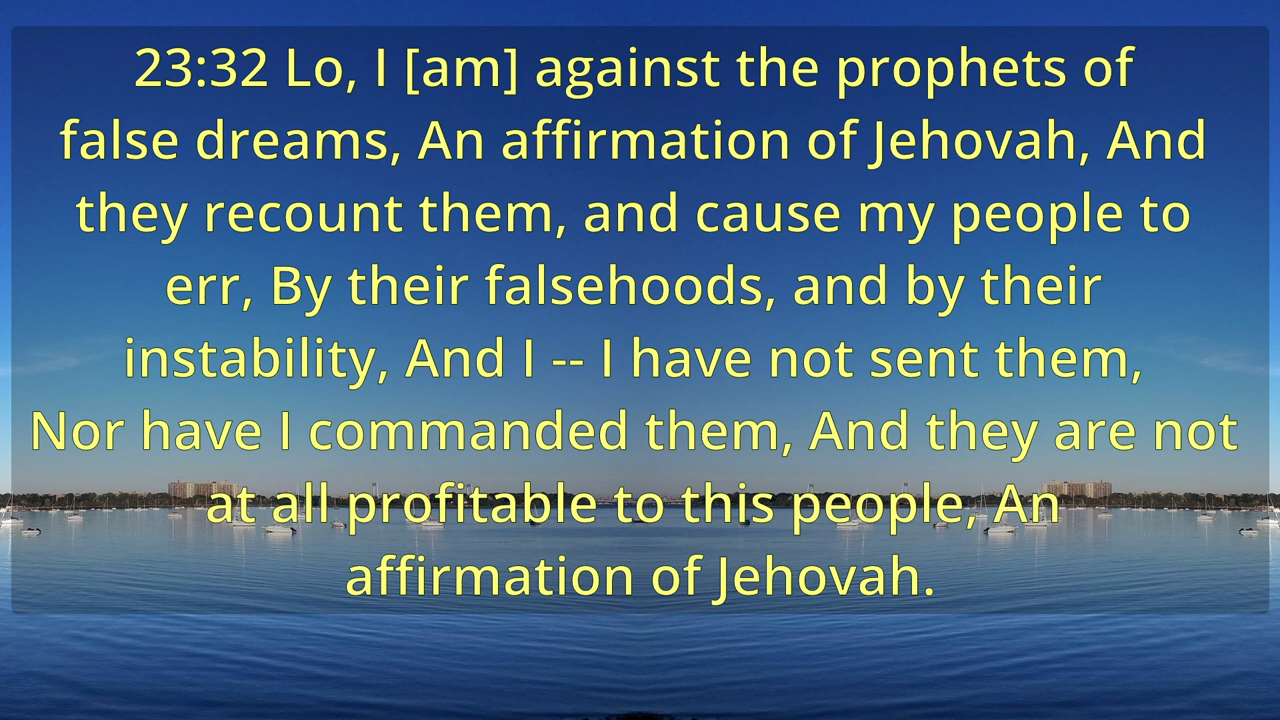 23:32 Lo, I [am] against the prophets of
false dreams, An affirmation of Jehovah, And
they recount them, and cause my people to
err, By their falsehoods, and by their
instability, And I -- I have not sent them,
Nor have I commanded them, And they are not
at all profitable to this people, An
affirmation of Jehovah.